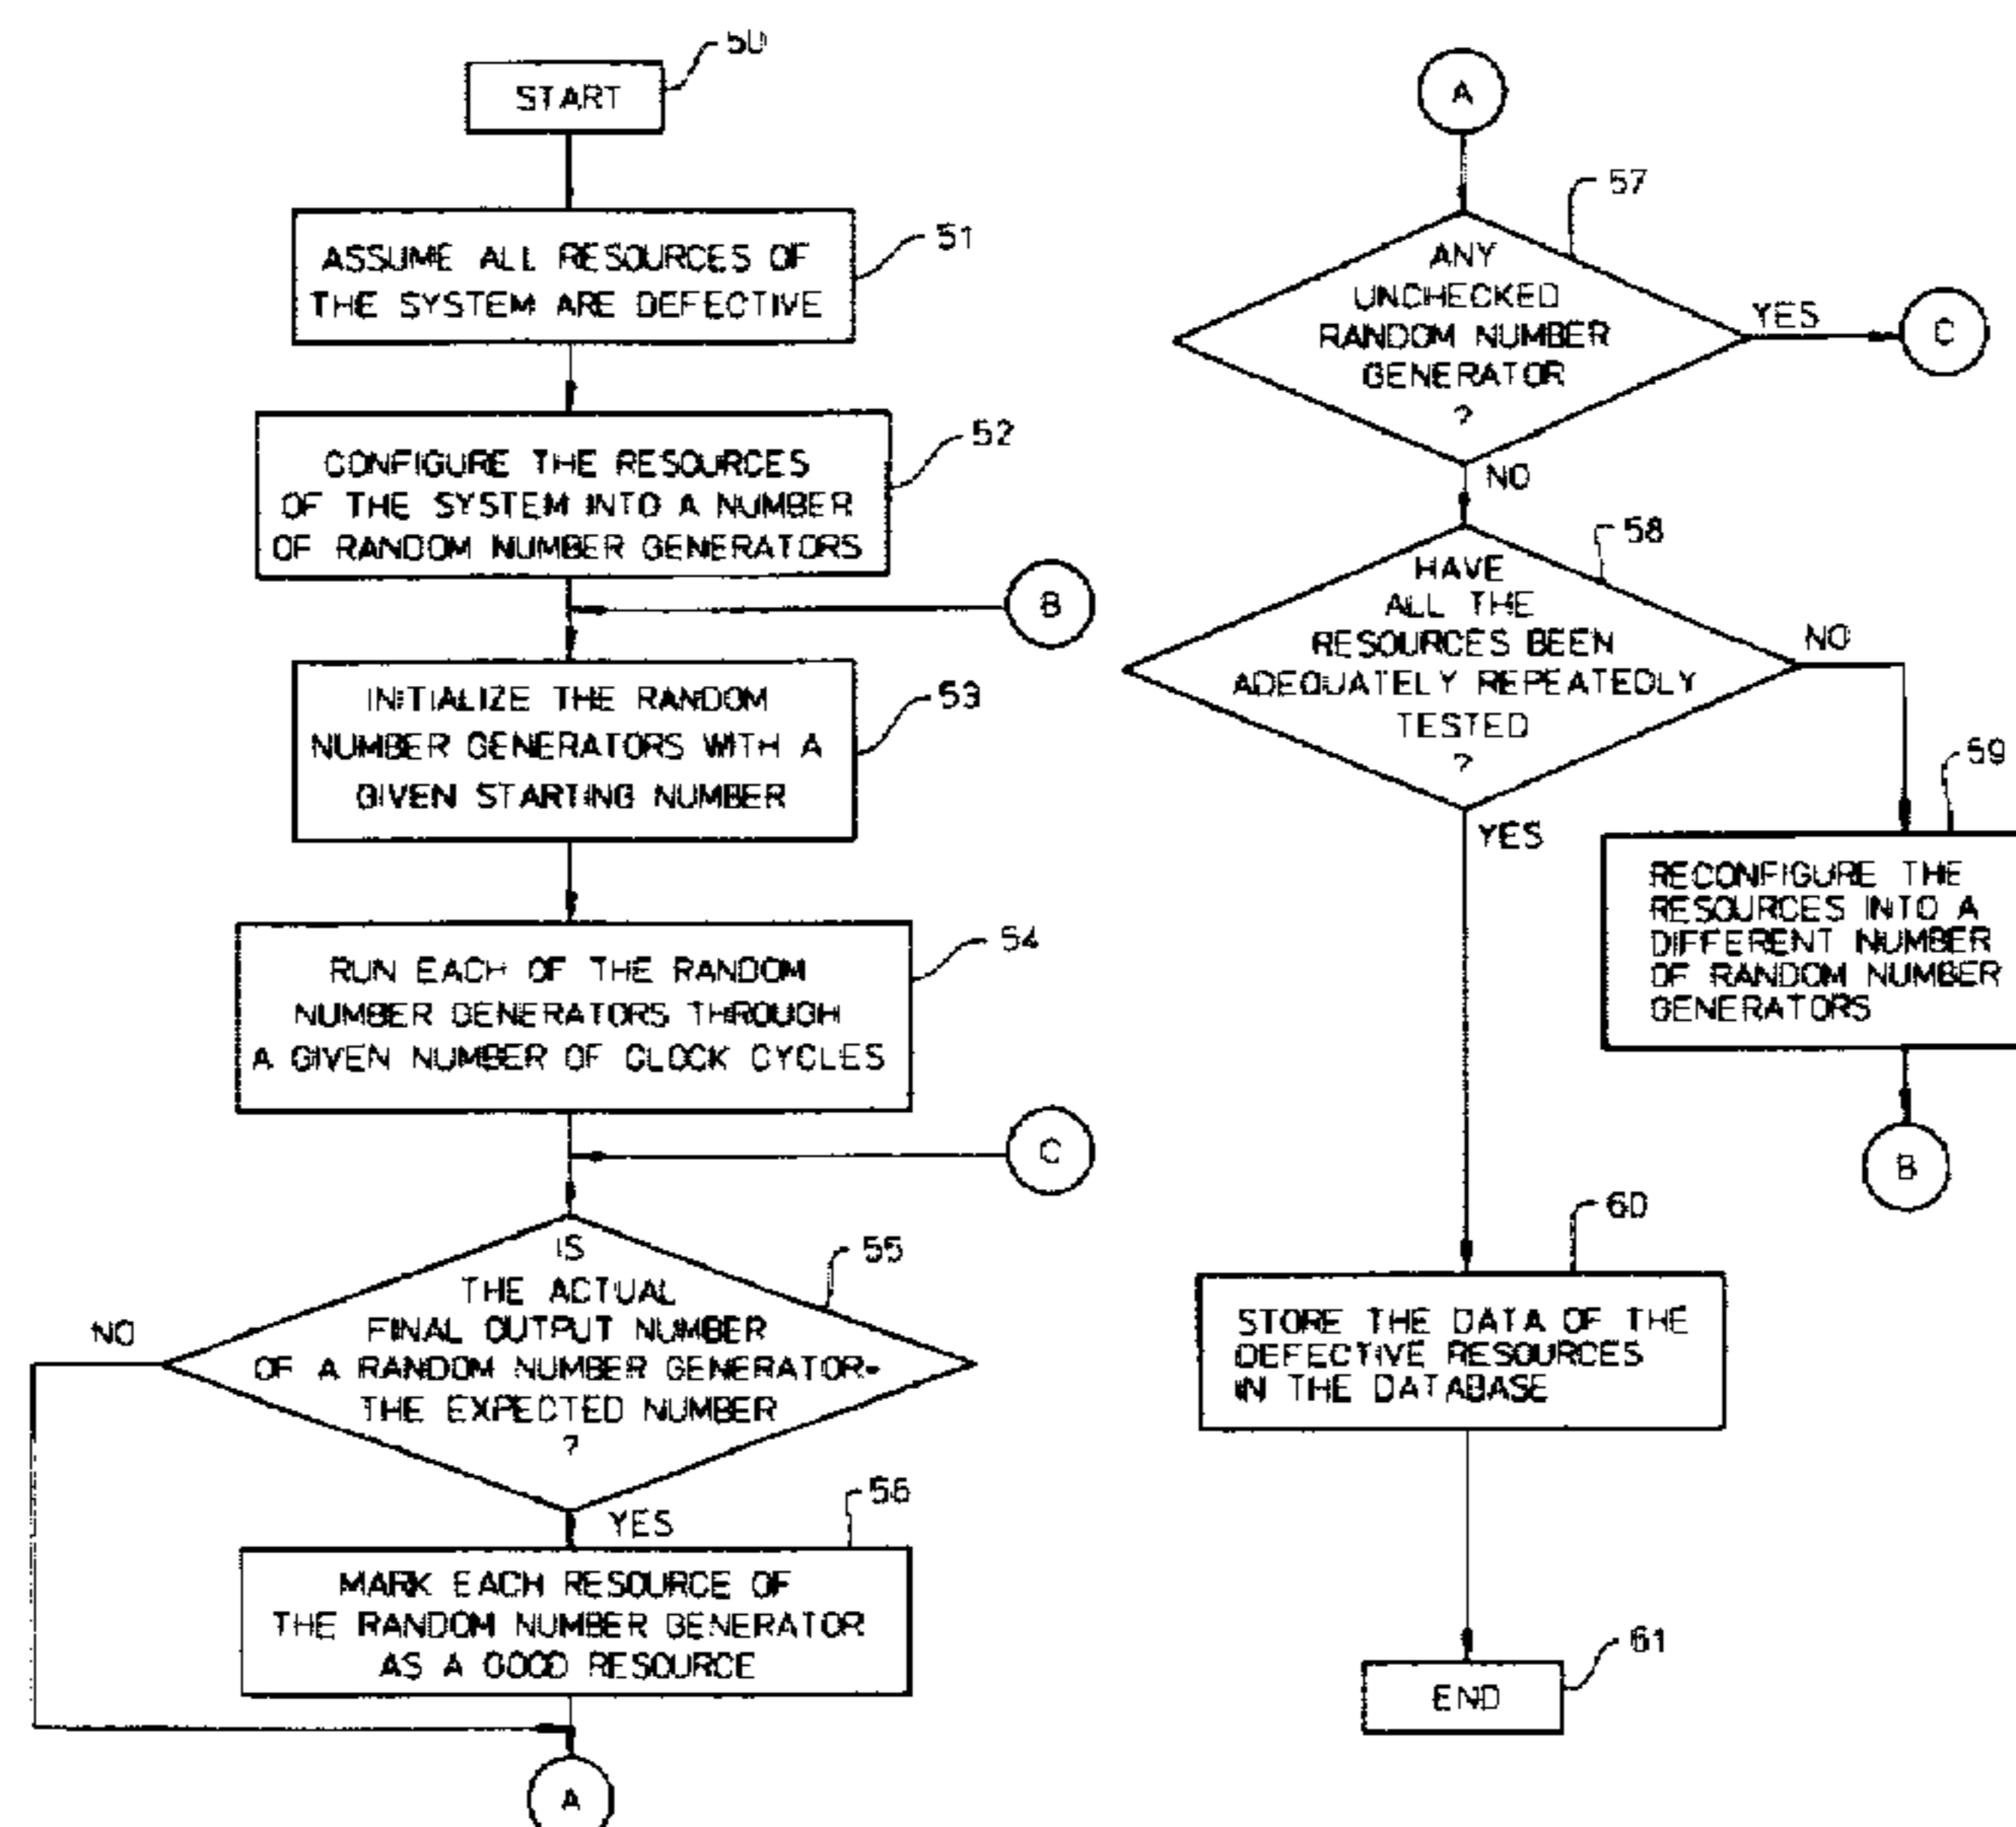 50
START
51
ASSUME ALL RESOURCES OF
THE SYSTEM ARE DEFECTIVE
52
CONFIGURE THE RESOURCES
OF THE SYSTEM INTO A NUMBER
OF RANDOM NUMBER GENERATORS
B
53
INITIALIZE THE RANDOM
NUMBER GENERATORS WITH A
GIVEN STARTING NUMBER
54
RUN EACH OF THE RANDOM
NUMBER GENERATORS THROUGH
A GIVEN NUMBER OF CLOCK CYCLES
C
55
IS
THE ACTUAL
FINAL OUTPUT NUMBER
OF A RANDOM NUMBER GENERATOR=
THE EXPECTED NUMBER
?
NO
YES
56
MARK EACH RESOURCE OF
THE RANDOM NUMBER GENERATOR
AS A GOOD RESOURCE
A
A
57
ANY
UNCHECKED
RANDOM NUMBER
GENERATOR
?
YES
C
NO
58
HAVE
ALL THE
RESOURCES BEEN
ADEQUATELY REPEATEDLY
TESTED
?
NO
YES
59
RECONFIGURE THE
RESOURCES INTO A
DIFFERENT NUMBER
OF RANDOM NUMBER
GENERATORS
B
60
STORE THE DATA OF THE
DEFECTIVE RESOURCES
IN THE DATABASE
61
END